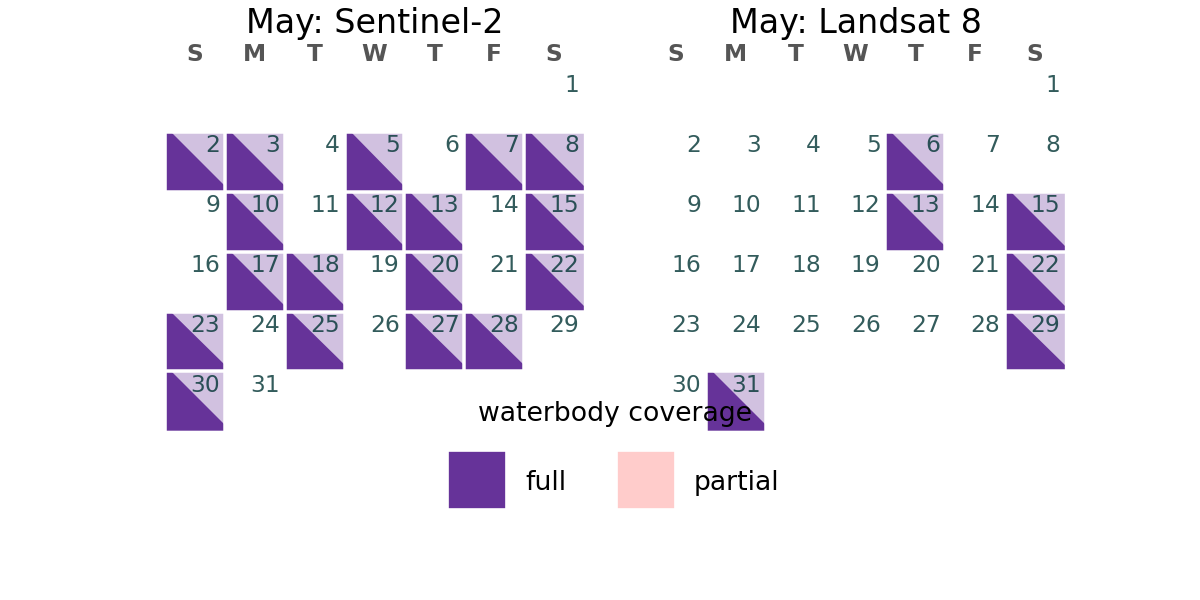 May: Sentinel-2
S M T W T F S
1
2 3 4 5 6 7 8
9 10 11 12 13 14 15
16 17 18 19 20 21 22
23 24 25 26 27 28 29
30 31
May: Landsat 8
S M T W T F S
1
2 3 4 5 6 7 8
9 10 11 12 13 14 15
16 17 18 19 20 21 22
23 24 25 26 27 28 29
30 31
waterbody coverage
full
partial